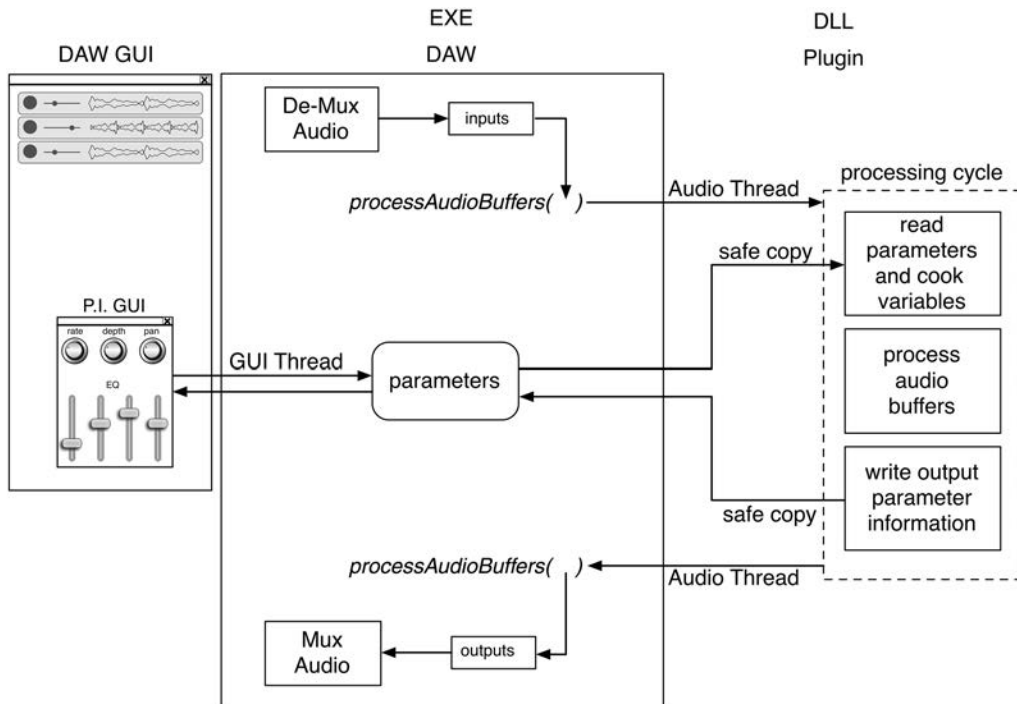 EXE
DLL
DAW GUI
DAW
Plugin
X
De-Mux
Audio
inputs
processAudioBuffers( )
Audio Thread
processing cycle
read
parameters
and cook
variables
safe copy
P.I. GUI
X
rate depth pan
EQ
GUI Thread
parameters
process
audio
buffers
write output
parameter
information
safe copy
processAudioBuffers( )
Audio Thread
Mux
Audio
outputs